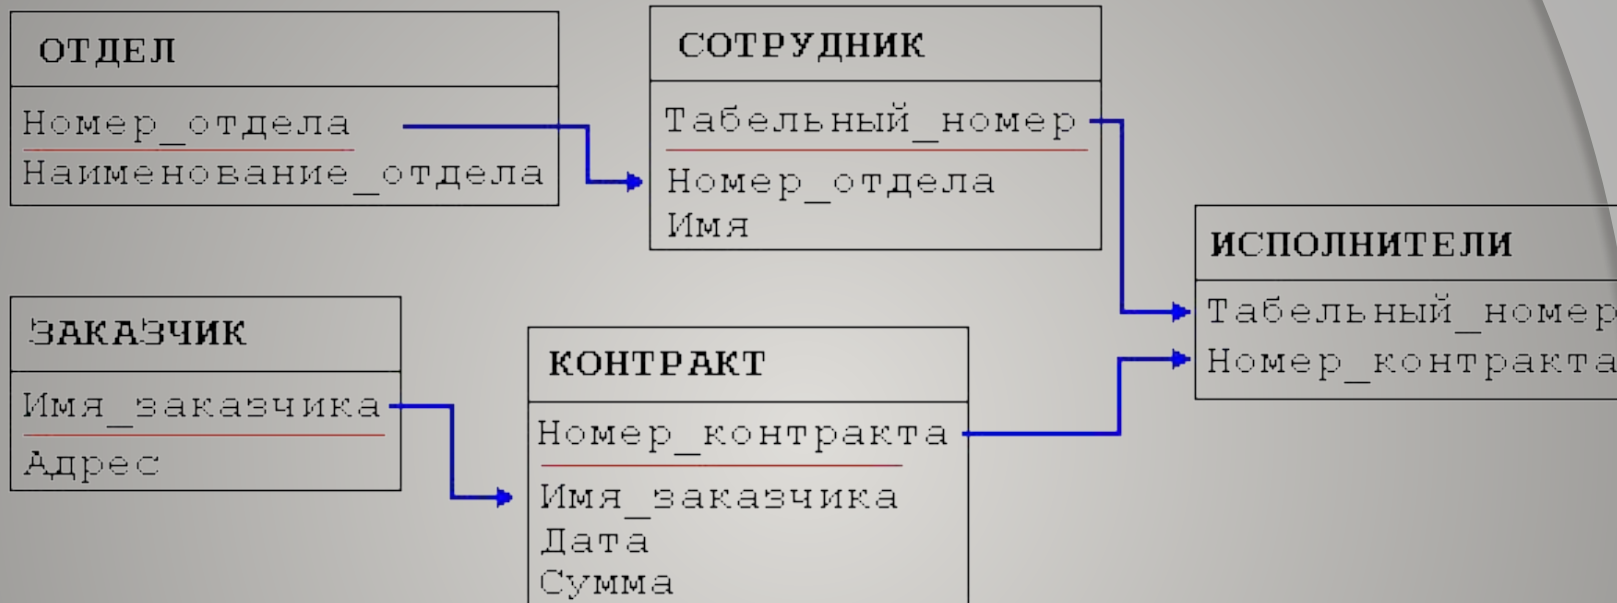 ОТДЕЛ
Номер_отдела
Наименование_отдела
СОТРУДНИК
Табельный_номер
Номер_отдела
Имя
ИСПОЛНИТЕЛИ
Табельный_номер
Номер_контракта
ЗАКАЗЧИК
Имя_заказчика
Адрес
КОНТРАКТ
Номер_контракта
Имя_заказчика
Дата
Сумма